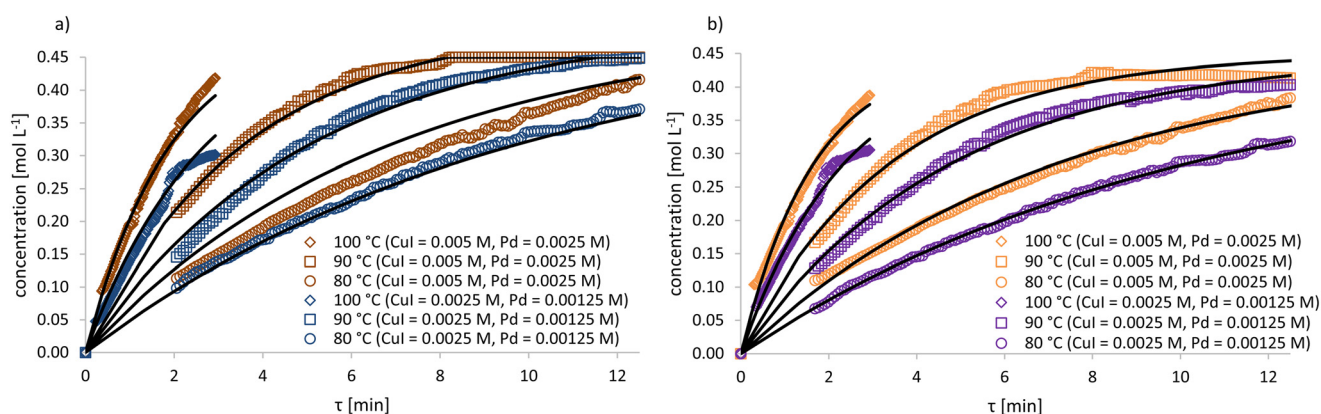 a)
concentration [mol L⁻¹]
0.45
0.40
0.35
0.30
0.25
0.20
0.15
0.10
0.05
0.00
100 °C (CuI = 0.005 M, Pd = 0.0025 M)
90 °C (CuI = 0.005 M, Pd = 0.0025 M)
80 °C (CuI = 0.005 M, Pd = 0.0025 M)
100 °C (CuI = 0.0025 M, Pd = 0.00125 M)
90 °C (CuI = 0.0025 M, Pd = 0.00125 M)
80 °C (CuI = 0.0025 M, Pd = 0.00125 M)
0 2 4 6 8 10 12
τ [min]
b)
concentration [mol L⁻¹]
0.45
0.40
0.35
0.30
0.25
0.20
0.15
0.10
0.05
0.00
100 °C (CuI = 0.005 M, Pd = 0.0025 M)
90 °C (CuI = 0.005 M, Pd = 0.0025 M)
80 °C (CuI = 0.005 M, Pd = 0.0025 M)
100 °C (CuI = 0.0025 M, Pd = 0.00125 M)
90 °C (CuI = 0.0025 M, Pd = 0.00125 M)
80 °C (CuI = 0.0025 M, Pd = 0.00125 M)
0 2 4 6 8 10 12
τ [min]